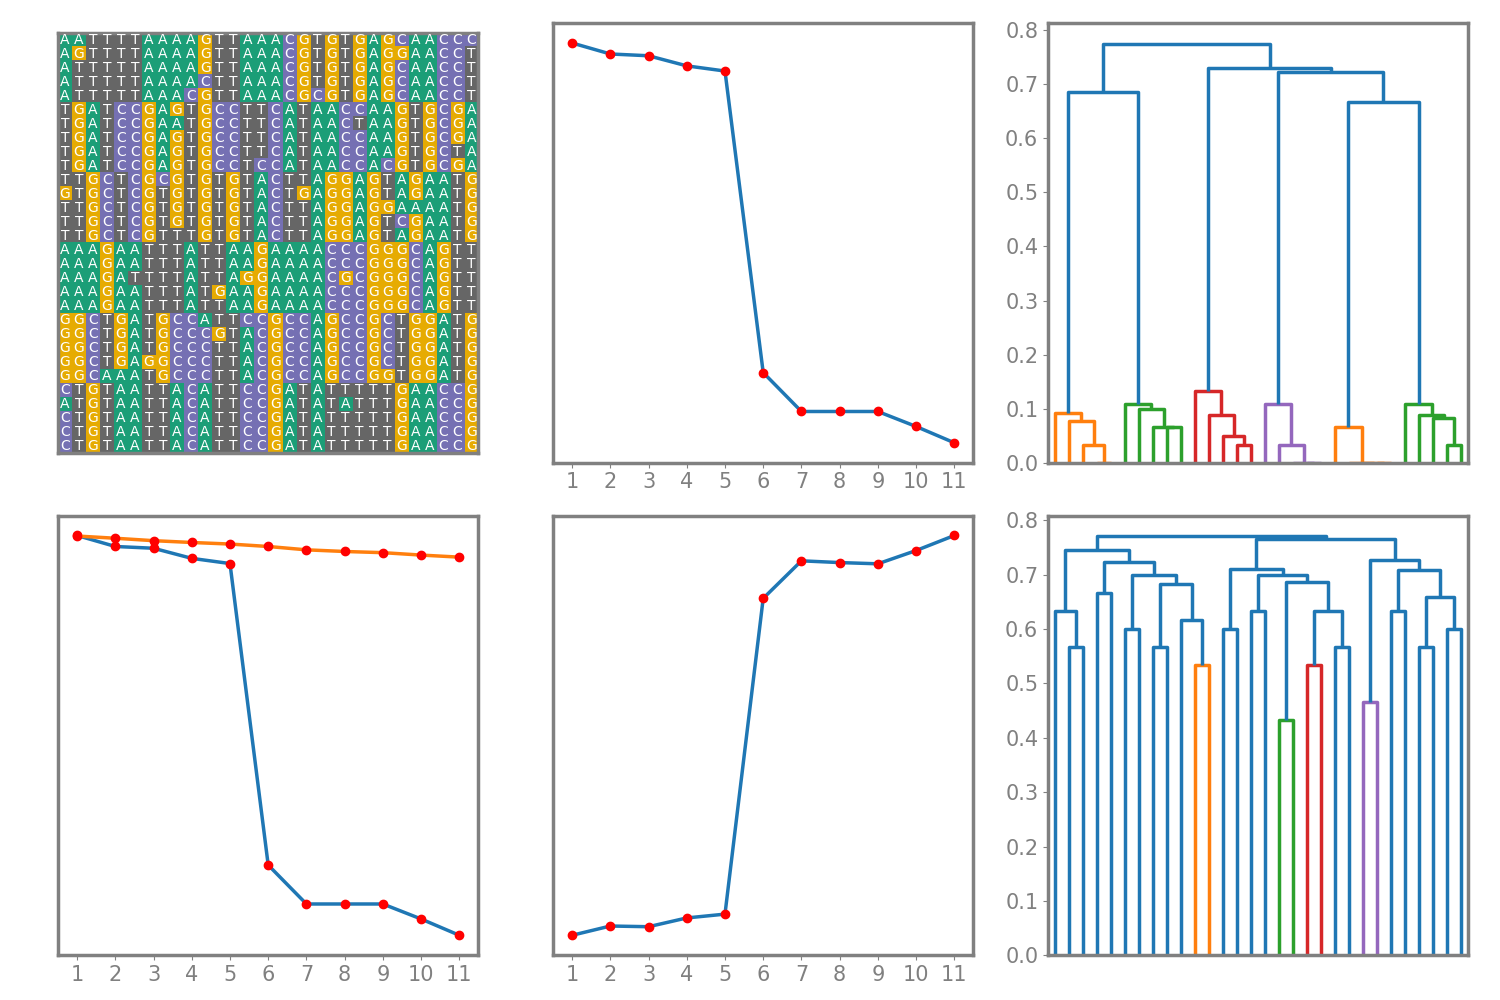 AATTTTAAAAGTTAAACGTGTGAGCAACCC
AGTTTTAAAAGTTAAACGTGTGAGGAACCT
ATTTTTAAAAGTTAAACGTGTGAGCAACCT
ATTTTTAAAACTTAAACGTGTGAGCAACCT
ATTTTTAAACGTTAAACGCGTGAGCAACCT
TGATCCGAGTGCCTTCATAACCAAGTGCGA
TGATCCGAATGCCTTCATAACTAAGTGCGA
TGATCCGAGTGCCTTCATAACCAAGTGCGA
TGATCCGAGTGCCTTCATAACCAAGTGCTA
TGATCCGAGTGCCTCCATAACCACGTGCGA
TTGCTCGCGTGTGTACTTAGGAGTAGAATG
GTGCTCGTGTGTGTACTGAGGAGTAGAATG
TTGCTCGTGTGTGTACTTAGGAGGAAAATG
TTGCTCGTGTGTGTACTTAGGAGTCGAATG
TTGCTCGTTTGTGTACTTAGGAGTAGAATG
AAAGAATTTATTAAGAAAACCCGGGCAGTT
AAAGAATTTATTAAGAAAACCCGGGCAGTT
AAAGATTTTATTAGGAAAACGCGGGCAGTT
AAAGAATTTATGAAGAAAACCCGGGCAGTT
AAAGAATTTATTAAGAAAACCCGGGCAGTT
GGCTGATGCCATTCCGCCAGCCGCTGGATG
GGCTGATGCCCGTACGCCAGCCGCTGGATG
GGCTGATGCCCTTACGCCAGCCGCTGGATG
GGCTGAGGCCCTTACGCCAGCCGCTGGATG
GGCAAATGCCCTTACGCCAGCCGGTGGATG
CTGTAATTACATTCCGATATTTTTGAACCG
ATGTAATTACATTCCGATATATTTGAACCG
CTGTAATTACATTCCGATATTTTTGAACCG
CTGTAATTACATTCCGATATTTTTGAACCG
CTGTAATTACATTCCGATATTTTTGAACCG
1 2 3 4 5 6 7 8 9 10 11
0.8
0.7
0.6
0.5
0.4
0.3
0.2
0.1
0.0
1 2 3 4 5 6 7 8 9 10 11
1 2 3 4 5 6 7 8 9 10 11
0.8
0.7
0.6
0.5
0.4
0.3
0.2
0.1
0.0